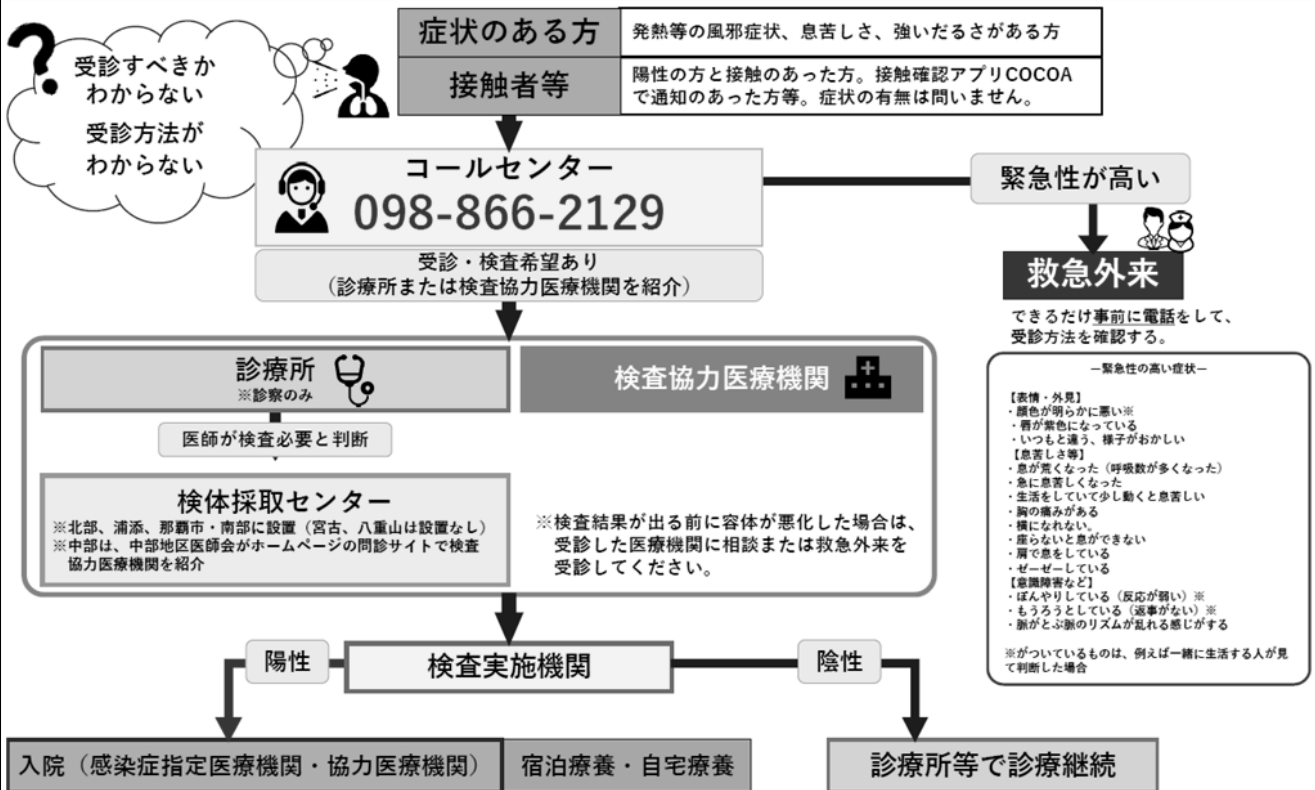 ?
受診すべきか
わからない
受診方法が
わからない
症状のある方
発熱等の風邪症状、息苦しさ、強いだるさがある方
接触者等
陽性の方と接触のあった方。接触確認アプリCOCOA
で通知のあった方等。症状の有無は問いません。
コールセンター
098-866-2129
受診・検査希望あり
（診療所または検査協力医療機関を紹介）
緊急性が高い
救急外来
できるだけ事前に電話をして、
受診方法を確認する。
―緊急性の高い症状―
【表情・外見】
・顔色が明らかに悪い※
・唇が紫色になっている
・いつもと違う、様子がおかしい
【息苦しさ等】
・息が荒くなった（呼吸数が多くなった）
・急に息苦しくなった
・生活をしていて少し動くと息苦しい
・胸の痛みがある
・横になれない。
・座らないと息ができない
・肩で息をしている
・ゼーゼーしている
【意識障害など】
・ぼんやりしている（反応が弱い）※
・もうろうとしている（返事がない）※
・脈がとぶ脈のリズムが乱れる感じがする
※がついているものは、例えば一緒に生活する人が見
て判断した場合
診療所
※診察のみ
検査協力医療機関
医師が検査必要と判断
検体採取センター
※北部、浦添、那覇市・南部に設置（宮古、八重山は設置なし）
※中部は、中部地区医師会がホームページの問診サイトで検査
協力医療機関を紹介
※検査結果が出る前に容体が悪化した場合は、
受診した医療機関に相談または救急外来を
受診してください。
陽性
検査実施機関
陰性
入院（感染症指定医療機関・協力医療機関）
宿泊療養・自宅療養
診療所等で診療継続